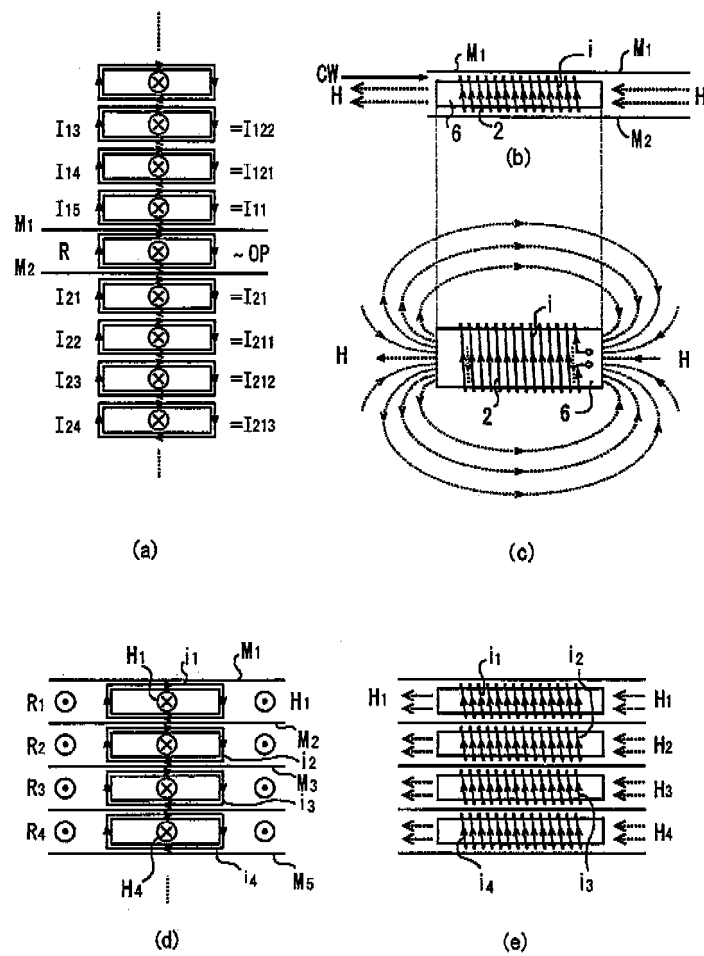 I13 =I122
I14 =I121
I15 =I11
M1
R ~OP
M2
I21 =I21
I22 =I211
I23 =I212
I24 =I213
(a)
M1 i M1
CW
H H
6 2 M2
(b)
i
H H
2 6
(c)
H1 i1 M1
R1 H1
M2
R2 i2
M3
R3 i3
R4
H4 i4 M5
(d)
i1 i2
H1 H1
H2
H3
H4
i4 i3
(e)